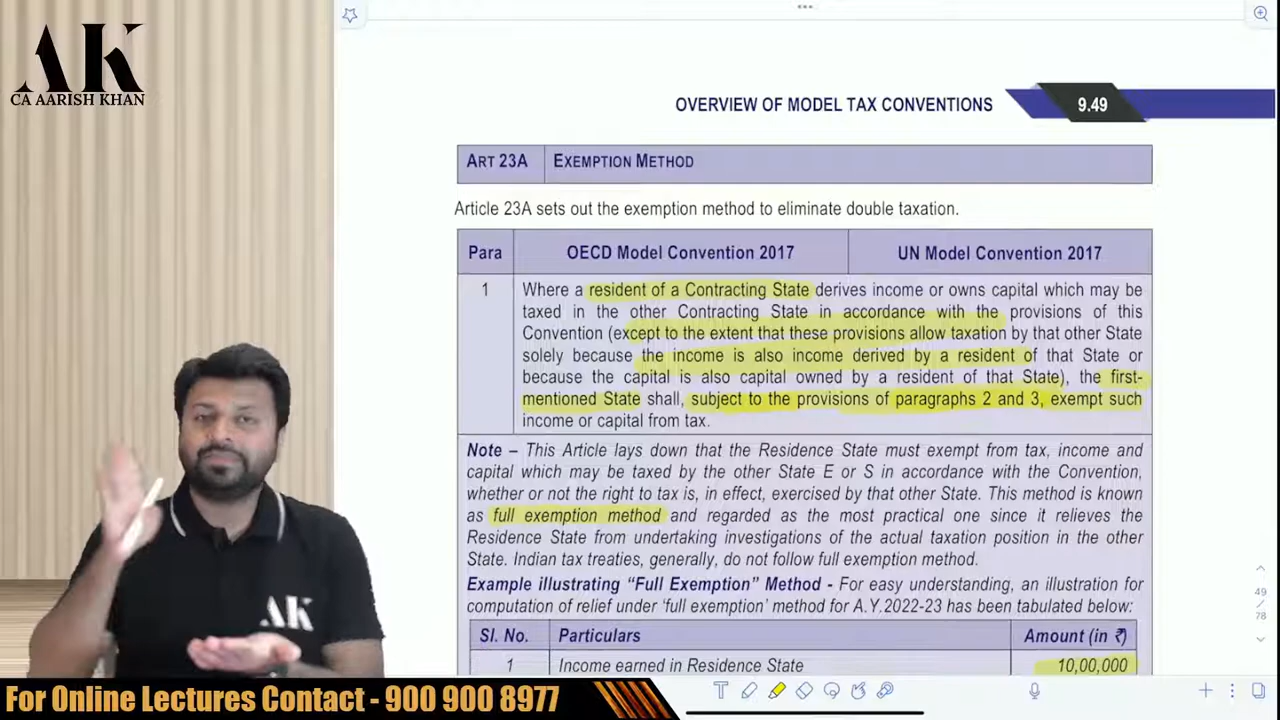 AK
CA AARISH KHAN
OVERVIEW OF MODEL TAX CONVENTIONS 9.49
ART 23A EXEMPTION METHOD
Article 23A sets out the exemption method to eliminate double taxation.
Para OECD Model Convention 2017 UN Model Convention 2017
1 Where a resident of a Contracting State derives income or owns capital which may be
taxed in the other Contracting State in accordance with the provisions of this
Convention (except to the extent that these provisions allow taxation by that other State
solely because the income is also income derived by a resident of that State or
because the capital is also capital owned by a resident of that State), the first-
mentioned State shall, subject to the provisions of paragraphs 2 and 3, exempt such
income or capital from tax.
Note – This Article lays down that the Residence State must exempt from tax, income and
capital which may be taxed by the other State E or S in accordance with the Convention,
whether or not the right to tax is, in effect, exercised by that other State. This method is known
as full exemption method and regarded as the most practical one since it relieves the
Residence State from undertaking investigations of the actual taxation position in the other
State. Indian tax treaties, generally, do not follow full exemption method.
Example illustrating “Full Exemption” Method - For easy understanding, an illustration for
computation of relief under ‘full exemption’ method for A.Y.2022-23 has been tabulated below:
Sl. No. Particulars Amount (in ₹)
1 Income earned in Residence State 10,00,000
49
/
78
AK
For Online Lectures Contact - 900 900 8977